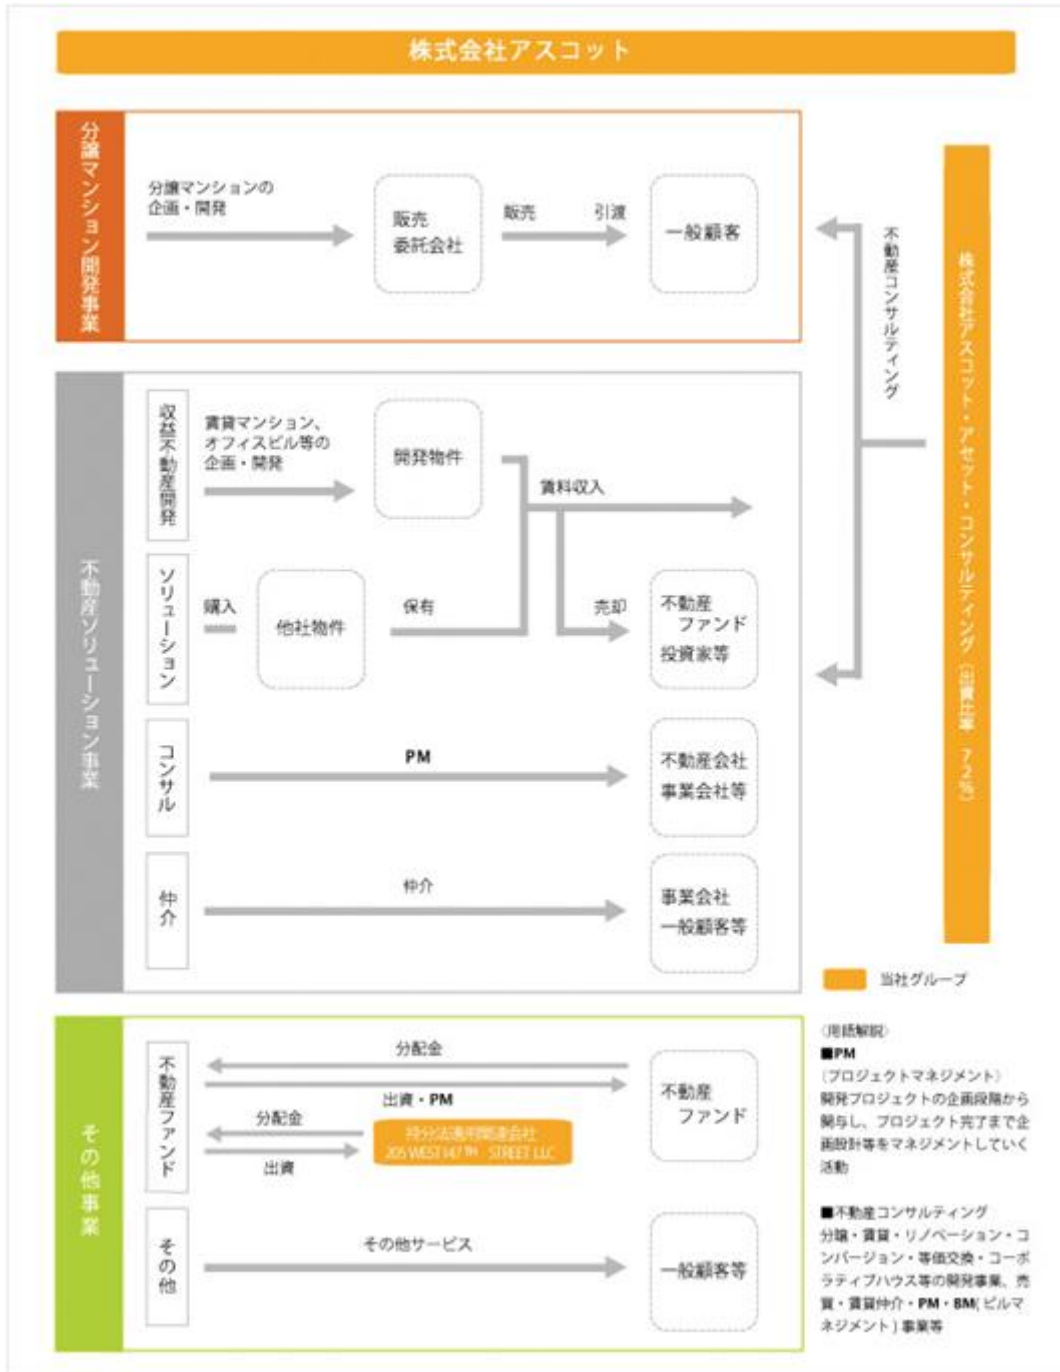 株式会社アスコット
分譲マンション開発事業
分譲マンションの
企画・開発
販売
委託会社
販売
引渡
一般顧客
不動産コンサルティング
株式会社アスコット・アセット・コンサルティング（出資比率 72%）
不動産ソリューション事業
収益不動産開発
賃貸マンション、
オフィスビル等の
企画・開発
開発物件
賃料収入
ソリューション
購入
他社物件
保有
売却
不動産
ファンド
投資家等
コンサル
PM
不動産会社
事業会社等
仲介
仲介
事業会社
一般顧客等
当社グループ
その他事業
不動産ファンド
分配金
出資・PM
不動産
ファンド
分配金
持分法適用関連会社
205 WEST147TH STREET LLC
出資
その他
その他サービス
一般顧客等
〈用語解説〉
■PM
（プロジェクトマネジメント）
開発プロジェクトの企画段階から
関与し、プロジェクト完了まで企
画設計等をマネジメントしていく
活動
■不動産コンサルティング
分譲・賃貸・リノベーション・コ
ンバージョン・等価交換・コーポ
ラティブハウス等の開発事業、売
買・賃貸仲介・PM・BM(ビルマ
ネジメント)事業等